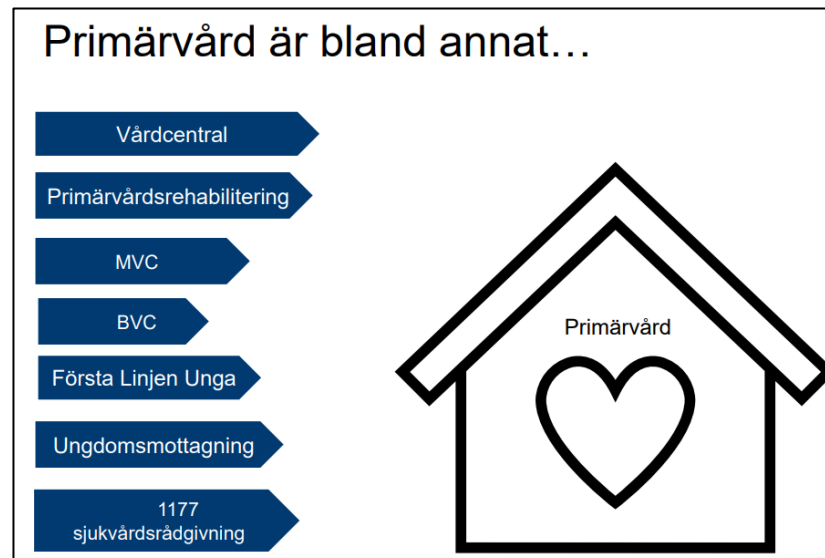 Primärvård är bland annat...
Vårdcentral
Primärvårdsrehabilitering
MVC
BVC
Första Linjen Unga
Ungdomsmottagning
1177
sjukvårdsrådgivning
Primärvård